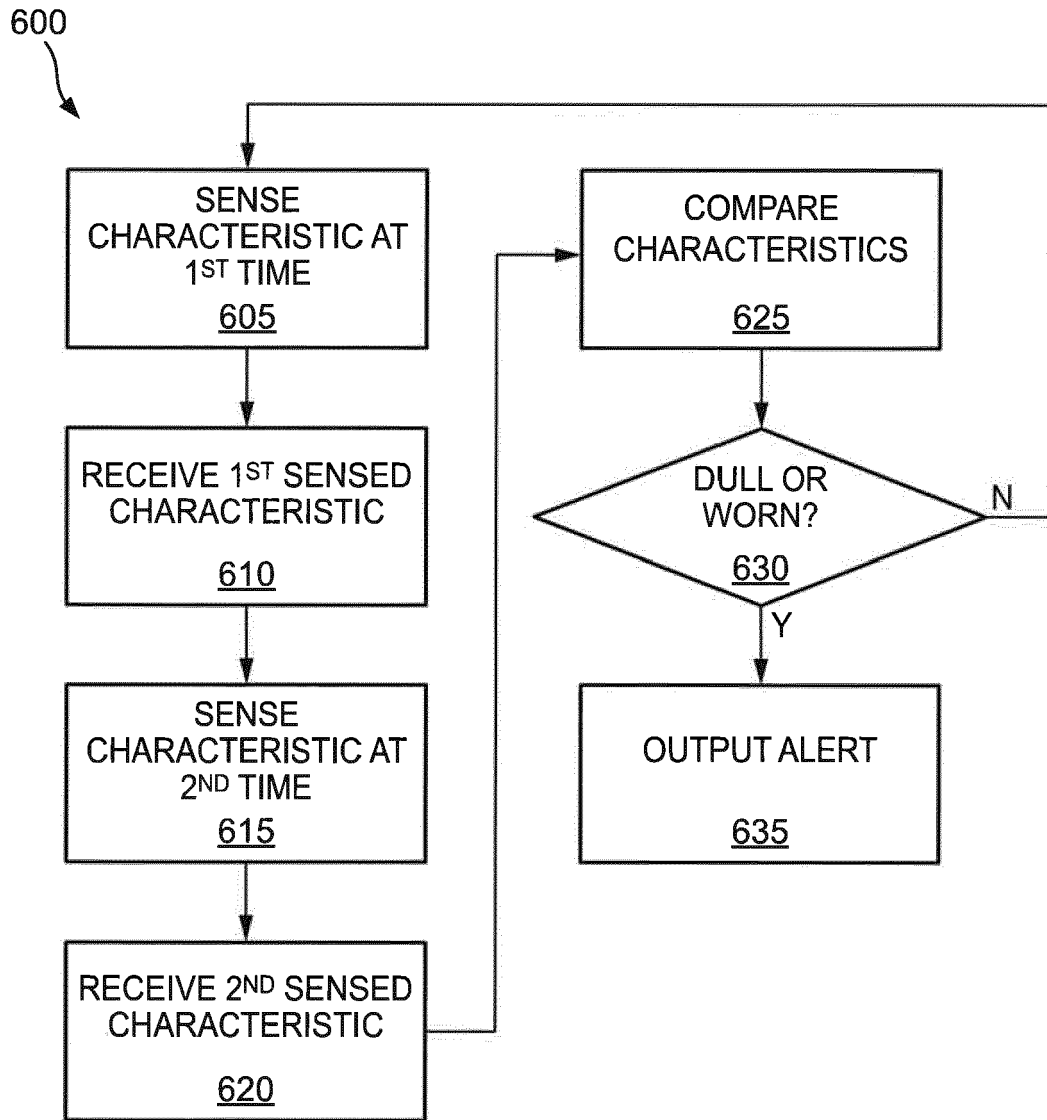 600
SENSE
CHARACTERISTIC AT
1ST TIME
605
RECEIVE 1ST SENSED
CHARACTERISTIC
610
SENSE
CHARACTERISTIC AT
2ND TIME
615
RECEIVE 2ND SENSED
CHARACTERISTIC
620
COMPARE
CHARACTERISTICS
625
DULL OR
WORN?
630
N
Y
OUTPUT ALERT
635